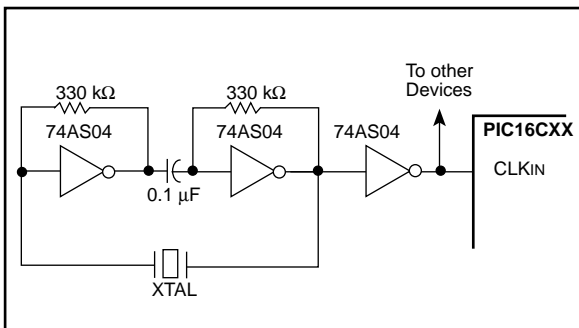 To other
Devices
330 kΩ
330 kΩ
74AS04
74AS04
74AS04
PIC16CXX
CLKIN
0.1 μF
XTAL